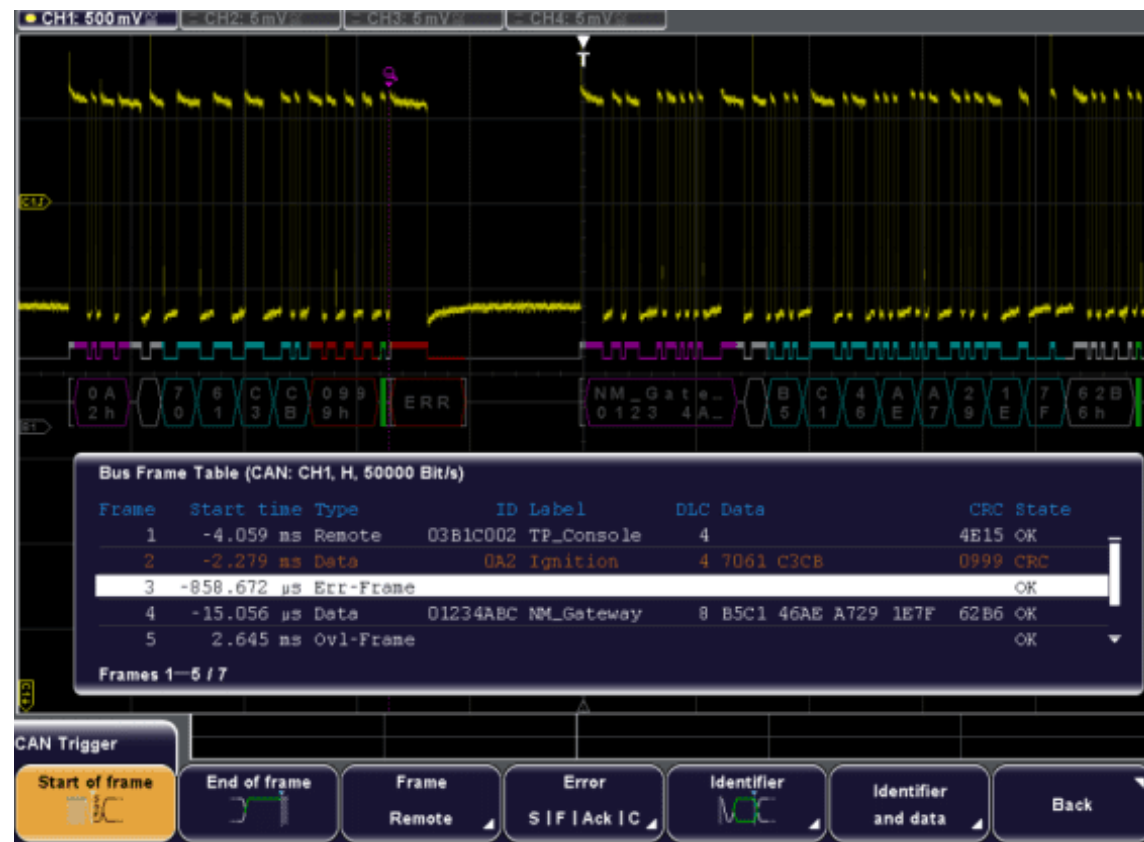 CH1: 500 mV CH2: 5 mV CH3: 5 mV CH4: 5 mV
T
C1
0 A 7 6 C C 0 9 9 ERR NM_Gate… B C 4 A A 2 1 7 6 2 B
2 h 0 1 3 B 9 h 0 1 2 3 4 A… 5 1 6 E 7 9 E F 6 h
B1
Bus Frame Table (CAN: CH1, H, 50000 Bit/s)
Frame Start time Type ID Label DLC Data CRC State
1 -4.059 ms Remote 03B1C002 TP_Console 4 4E15 OK
2 -2.279 ms Data 0A2 Ignition 4 7061 C3CB 0999 CRC
3 -858.672 µs Err-Frame OK
4 -15.056 µs Data 01234ABC NM_Gateway 8 B5C1 46AE A729 1E7F 62B6 OK
5 2.645 ms Ovl-Frame OK
Frames 1—5 / 7
CAN Trigger
Start of frame End of frame Frame Error Identifier Identifier Back
Remote S | F | Ack | C and data